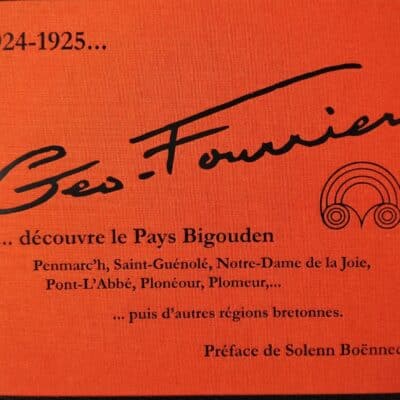 924-1925...
Geo-Fourrier
... découvre le Pays Bigouden
Penmarc'h, Saint-Guénolé, Notre-Dame de la Joie,
Pont-L'Abbé, Plonéour, Plomeur,...
... puis d'autres régions bretonnes.
Préface de Solenn Boënnec